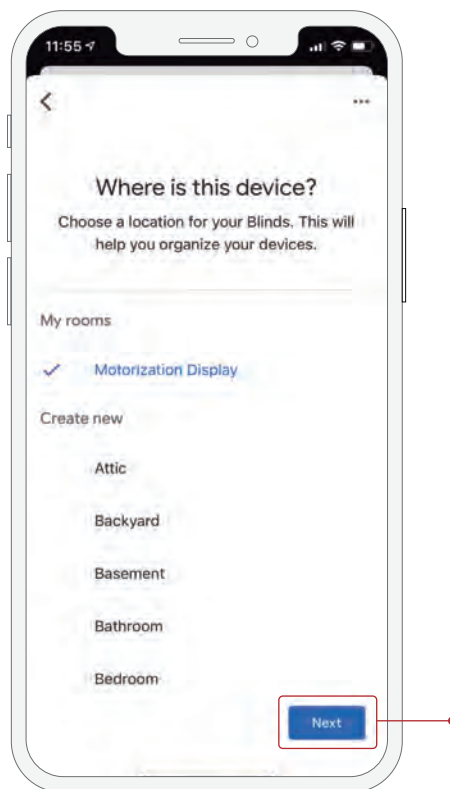 11:55
Where is this device?
Choose a location for your Blinds. This will
help you organize your devices.
My rooms
Motorization Display
Create new
Attic
Backyard
Basement
Bathroom
Bedroom
Next